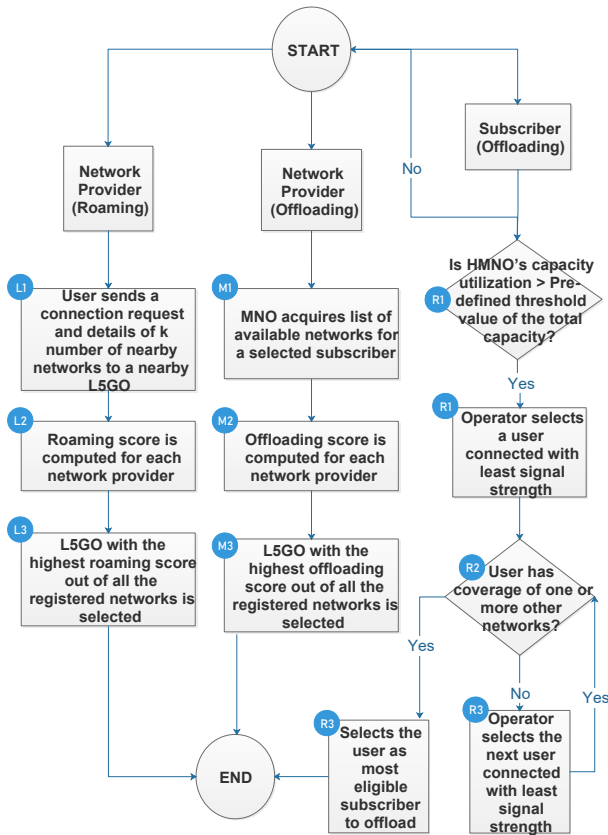 START
Network
Provider
(Roaming)
Network
Provider
(Offloading)
Subscriber
(Offloading)
No
L1
User sends a
connection request
and details of k
number of nearby
networks to a nearby
L5GO
M1
MNO acquires list of
available networks for
a selected subscriber
R1
Is HMNO's capacity
utilization > Pre-
defined threshold
value of the total
capacity?
Yes
L2
Roaming score is
computed for each
network provider
M2
Offloading score is
computed for each
network provider
R1
Operator selects
a user
connected with
least signal
strength
L3
L5GO with the
highest roaming score
out of all the
registered networks is
selected
M3
L5GO with the
highest offloading
score out of all the
registered networks is
selected
R2
User has
coverage of one or
more other
networks?
Yes
No
Yes
END
R3
Selects the
user as
most
eligible
subscriber
to offload
R3
Operator
selects the
next user
connected
with least
signal
strength